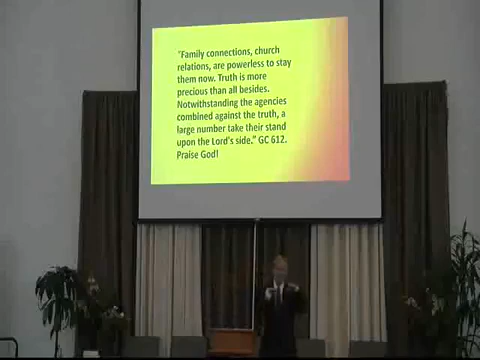 "Family connections, church
relations, are powerless to stay
them now. Truth is more
precious than all besides.
Notwithstanding the agencies
combined against the truth, a
large number take their stand
upon the Lord's side." GC 612.
Praise God!